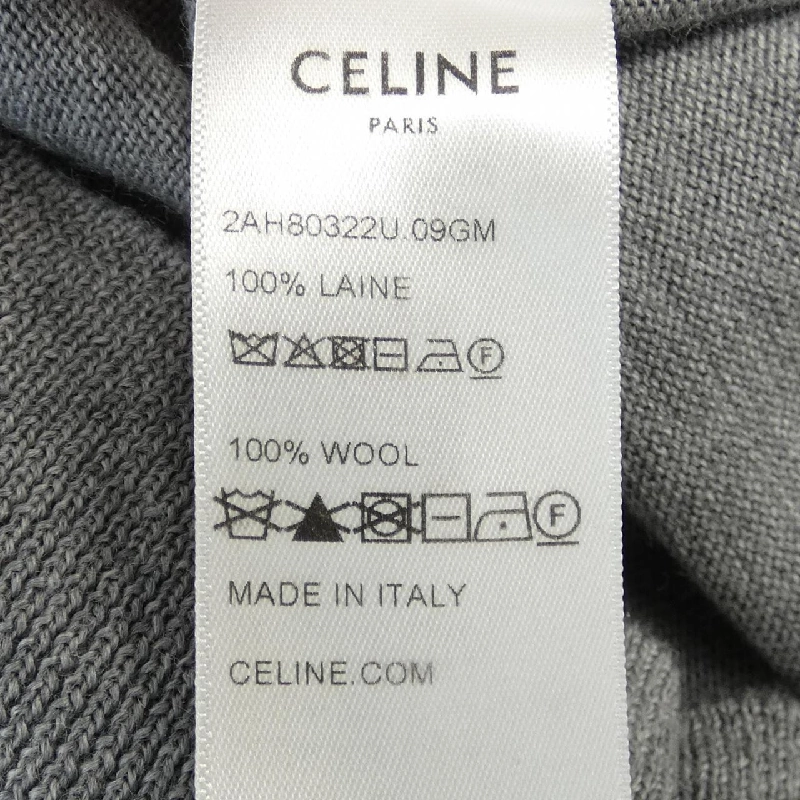 CELINE
PARIS
2AH80322U.09GM
100% LAINE
F
100% WOOL
F
MADE IN ITALY
CELINE.COM